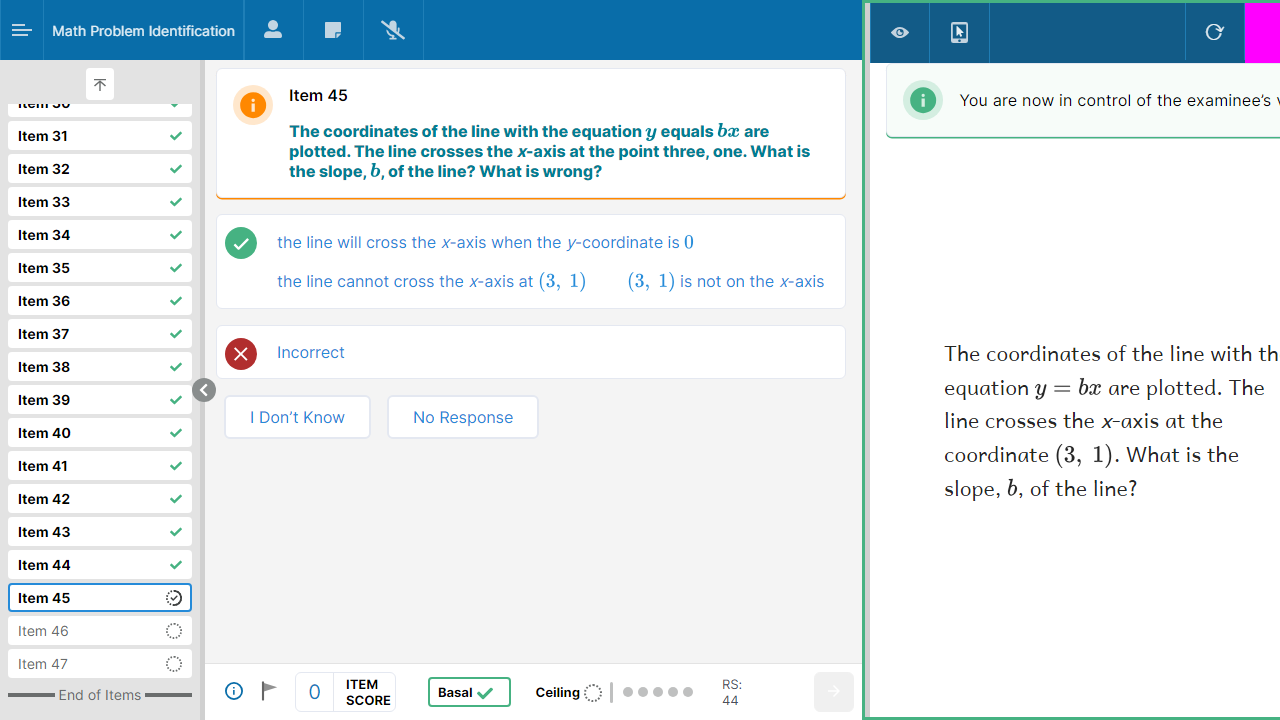 Math Problem Identification
Item 30
Item 31
Item 32
Item 33
Item 34
Item 35
Item 36
Item 37
Item 38
Item 39
Item 40
Item 41
Item 42
Item 43
Item 44
Item 45
Item 46
Item 47
End of Items
Item 45
The coordinates of the line with the equation y equals bx are
plotted. The line crosses the x-axis at the point three, one. What is
the slope, b, of the line? What is wrong?
the line will cross the x-axis when the y-coordinate is 0
the line cannot cross the x-axis at (3, 1) (3, 1) is not on the x-axis
Incorrect
I Don’t Know No Response
0 ITEM SCORE Basal Ceiling RS: 44
You are now in control of the examinee’s
The coordinates of the line with th
equation y = bx are plotted. The
line crosses the x-axis at the
coordinate (3, 1). What is the
slope, b, of the line?